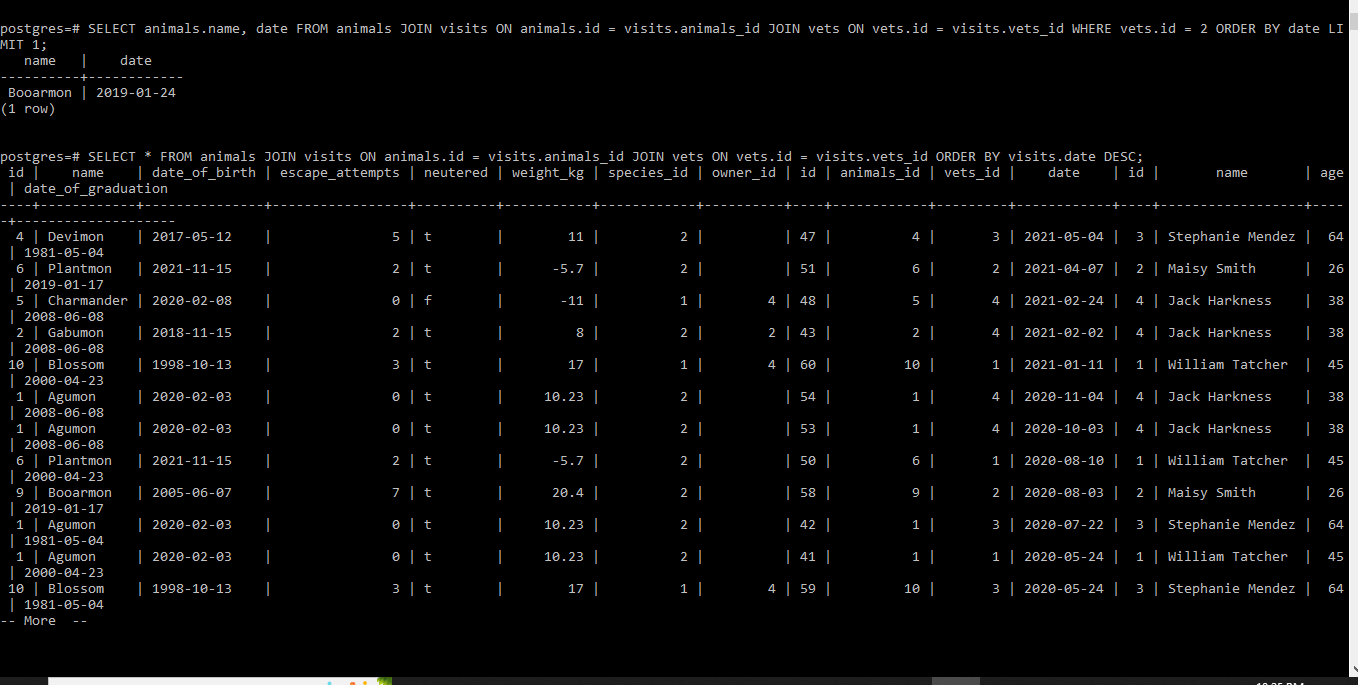 postgres=# SELECT animals.name, date FROM animals JOIN visits ON animals.id = visits.animals_id JOIN vets ON vets.id = visits.vets_id WHERE vets.id = 2 ORDER BY date LI
MIT 1;
   name   |    date
----------+------------
 Booarmon | 2019-01-24
(1 row)
postgres=# SELECT * FROM animals JOIN visits ON animals.id = visits.animals_id JOIN vets ON vets.id = visits.vets_id ORDER BY visits.date DESC;
 id |    name    | date_of_birth | escape_attempts | neutered | weight_kg | species_id | owner_id | id | animals_id | vets_id |    date    | id |       name       | age
 | date_of_graduation
----+------------+---------------+-----------------+----------+-----------+------------+----------+----+------------+---------+------------+----+------------------+----
-+--------------------
  4 | Devimon    | 2017-05-12    |               5 | t        |        11 |          2 |          | 47 |          4 |       3 | 2021-05-04 |  3 | Stephanie Mendez |  64
 | 1981-05-04
  6 | Plantmon   | 2021-11-15    |               2 | t        |      -5.7 |          2 |          | 51 |          6 |       2 | 2021-04-07 |  2 | Maisy Smith      |  26
 | 2019-01-17
  5 | Charmander | 2020-02-08    |               0 | f        |       -11 |          1 |        4 | 48 |          5 |       4 | 2021-02-24 |  4 | Jack Harkness    |  38
 | 2008-06-08
  2 | Gabumon    | 2018-11-15    |               2 | t        |         8 |          2 |        2 | 43 |          2 |       4 | 2021-02-02 |  4 | Jack Harkness    |  38
 | 2008-06-08
 10 | Blossom    | 1998-10-13    |               3 | t        |        17 |          1 |        4 | 60 |         10 |       1 | 2021-01-11 |  1 | William Tatcher  |  45
 | 2000-04-23
  1 | Agumon     | 2020-02-03    |               0 | t        |     10.23 |          2 |          | 54 |          1 |       4 | 2020-11-04 |  4 | Jack Harkness    |  38
 | 2008-06-08
  1 | Agumon     | 2020-02-03    |               0 | t        |     10.23 |          2 |          | 53 |          1 |       4 | 2020-10-03 |  4 | Jack Harkness    |  38
 | 2008-06-08
  6 | Plantmon   | 2021-11-15    |               2 | t        |      -5.7 |          2 |          | 50 |          6 |       1 | 2020-08-10 |  1 | William Tatcher  |  45
 | 2000-04-23
  9 | Booarmon   | 2005-06-07    |               7 | t        |      20.4 |          2 |          | 58 |          9 |       2 | 2020-08-03 |  2 | Maisy Smith      |  26
 | 2019-01-17
  1 | Agumon     | 2020-02-03    |               0 | t        |     10.23 |          2 |          | 42 |          1 |       3 | 2020-07-22 |  3 | Stephanie Mendez |  64
 | 1981-05-04
  1 | Agumon     | 2020-02-03    |               0 | t        |     10.23 |          2 |          | 41 |          1 |       1 | 2020-05-24 |  1 | William Tatcher  |  45
 | 2000-04-23
 10 | Blossom    | 1998-10-13    |               3 | t        |        17 |          1 |        4 | 59 |         10 |       3 | 2020-05-24 |  3 | Stephanie Mendez |  64
 | 1981-05-04
-- More  --